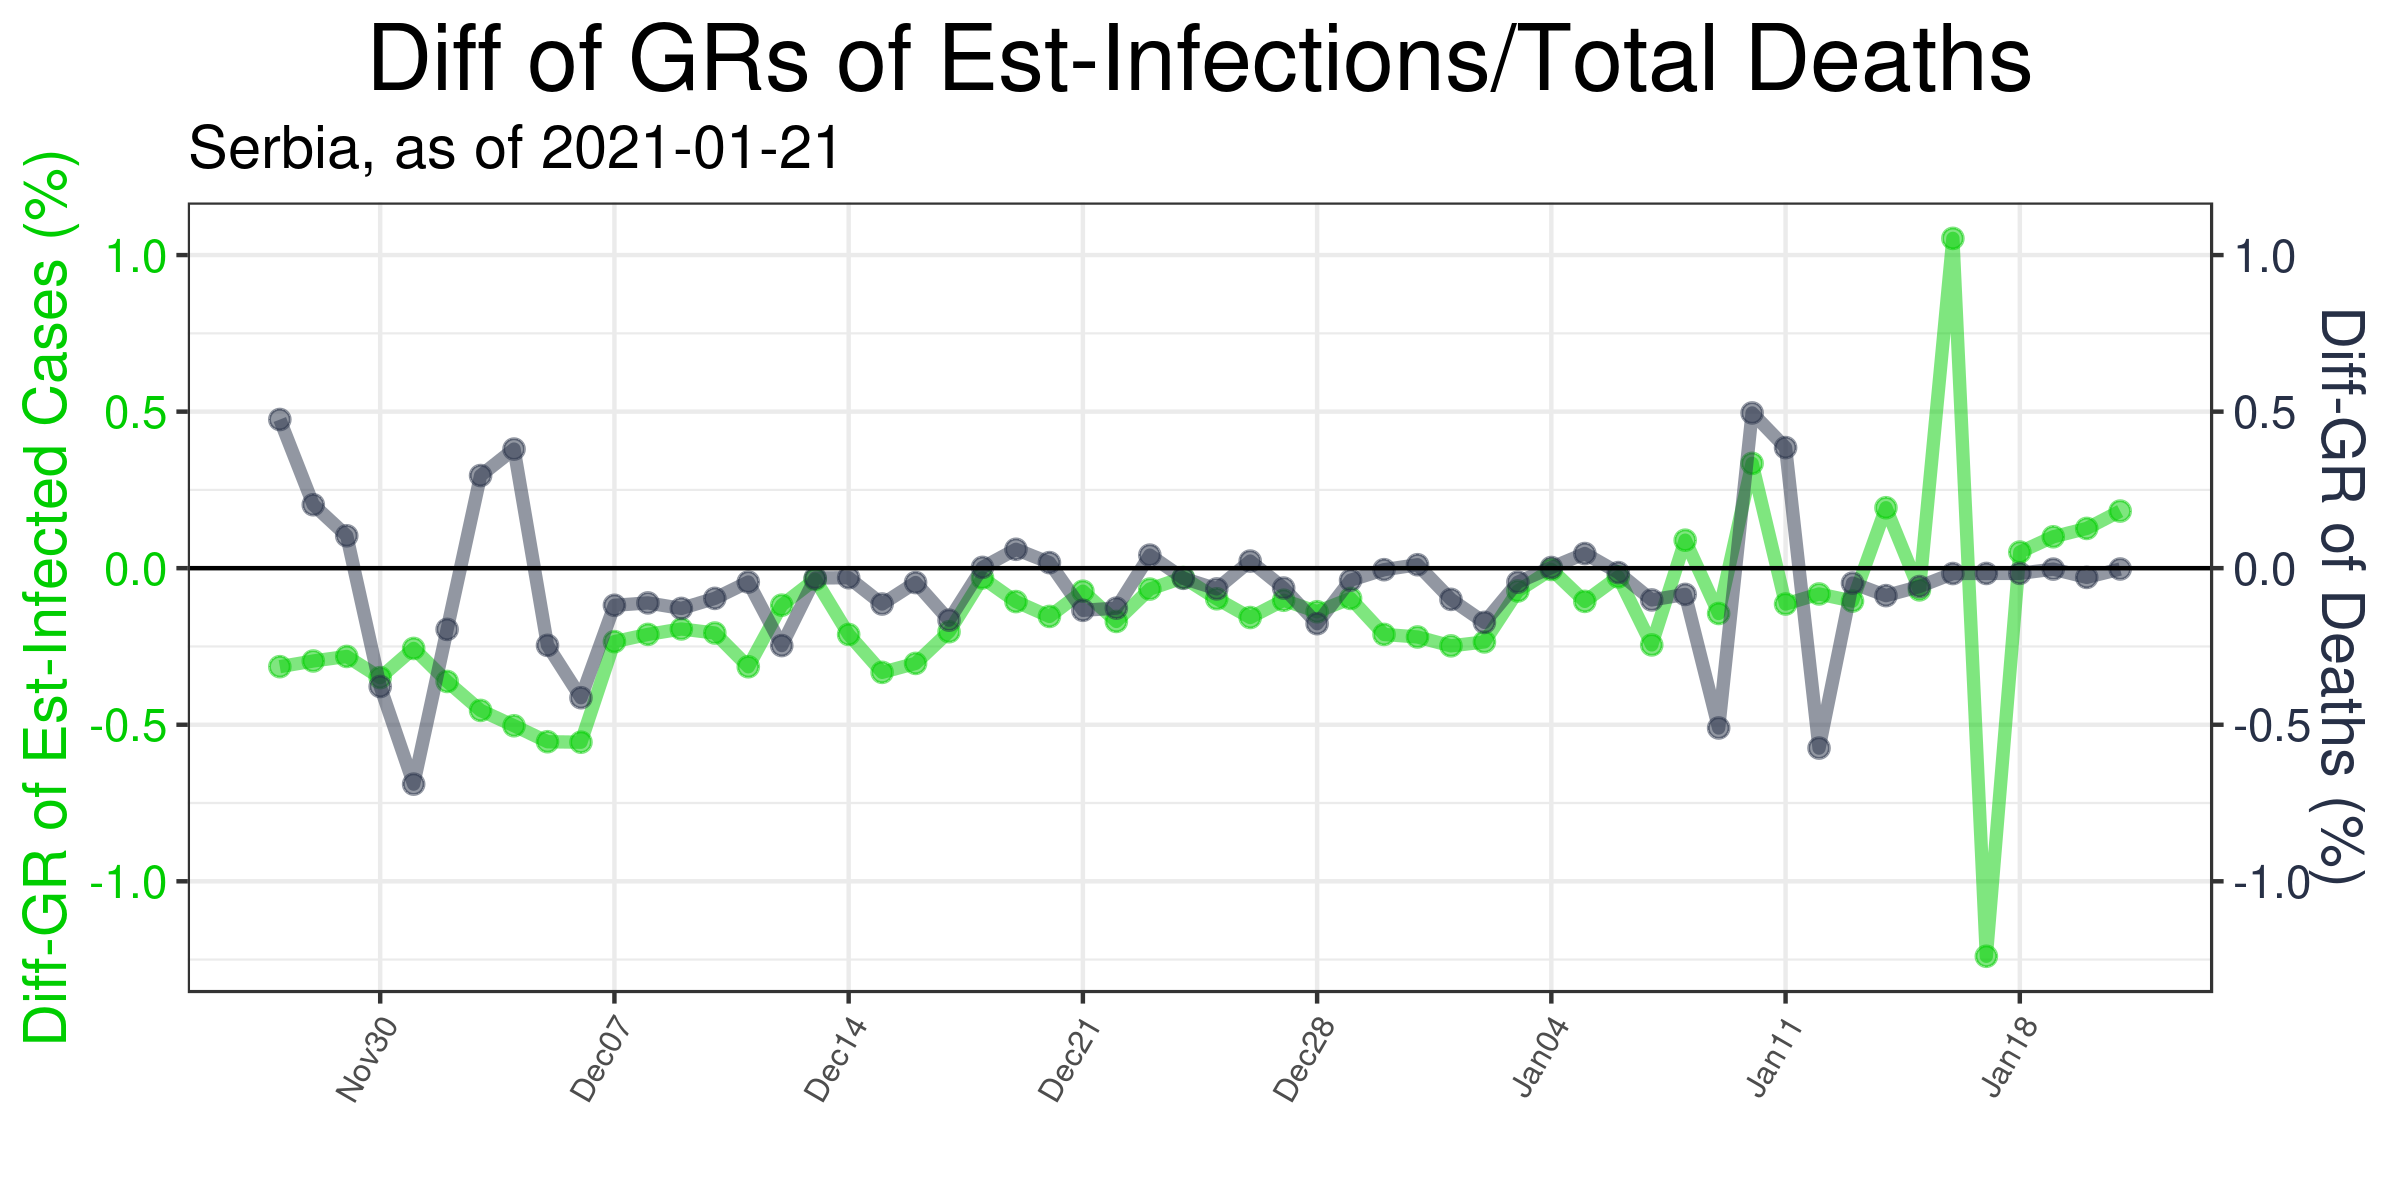 Diff of GRs of Est-Infections/Total Deaths
Serbia, as of 2021-01-21
Diff-GR of Est-Infected Cases (%)
1.0
0.5
0.0
-0.5
-1.0
1.0
0.5
0.0
-0.5
-1.0
Diff-GR of Deaths (%)
Nov30
Dec07
Dec14
Dec21
Dec28
Jan04
Jan11
Jan18